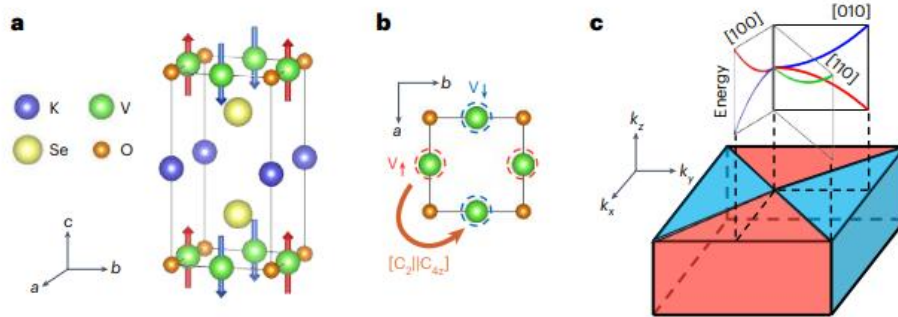 a
K
V
Se
O
c
a
b
b
b
a
V↓
V↑
[C₂||C₄z]
c
[100]
[010]
[110]
Energy
kz
ky
kx